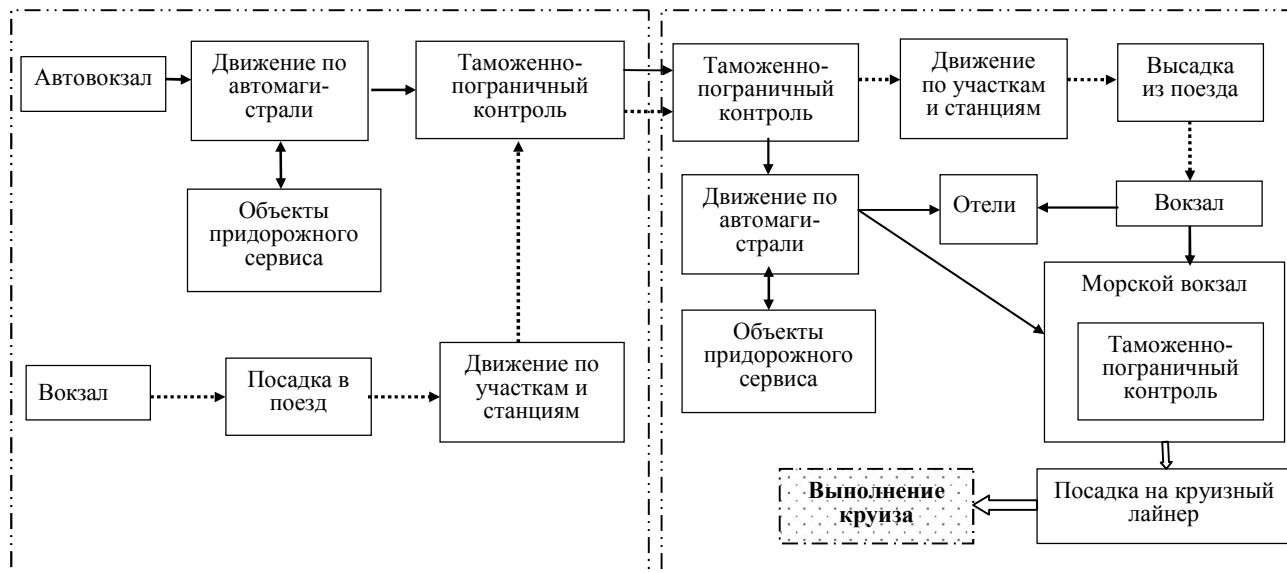 Автовокзал
Движение по
автомаги-
страли
Таможенно-
пограничный
контроль
Объекты
придорожного
сервиса
Вокзал
Посадка в
поезд
Движение по
участкам и
станциям
Таможенно-
пограничный
контроль
Движение
по участкам
и станциям
Высадка
из поезда
Движение по
автомаги-
страли
Отели
Вокзал
Объекты
придорожного
сервиса
Морской вокзал
Таможенно-
пограничный
контроль
Выполнение
круиза
Посадка на круизный
лайнер